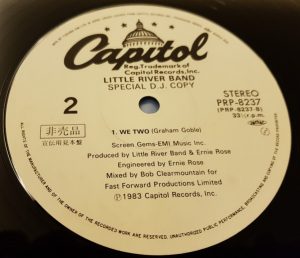 Capitol
Reg. Trademark of
Capitol Records, Inc.
LITTLE RIVER BAND
SPECIAL D.J. COPY
2
STEREO
PRP-8237
(PRP-8237-B)
33⅓ r.p.m.
非売品
宣伝用見本盤
1. WE TWO (Graham Goble)
Screen Gems-EMI Music Inc.
Produced by Little River Band & Ernie Rose
Engineered by Ernie Rose
Mixed by Bob Clearmountain for
Fast Forward Productions Limited
Ⓟ1983 Capitol Records, Inc.
ALL RIGHTS OF THE MANUFACTURER AND OF THE OWNER OF THE RECORDED WORK ARE RESERVED. UNAUTHORISED PUBLIC PERFORMANCE, BROADCASTING AND COPYING OF THIS RECORD PROHIBITED.